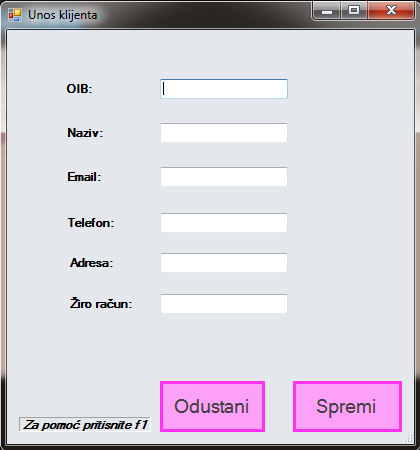 Unos klijenta
OIB:
Naziv:
Email:
Telefon:
Adresa:
Žiro račun:
Odustani
Spremi
Za pomoć pritisnite f1